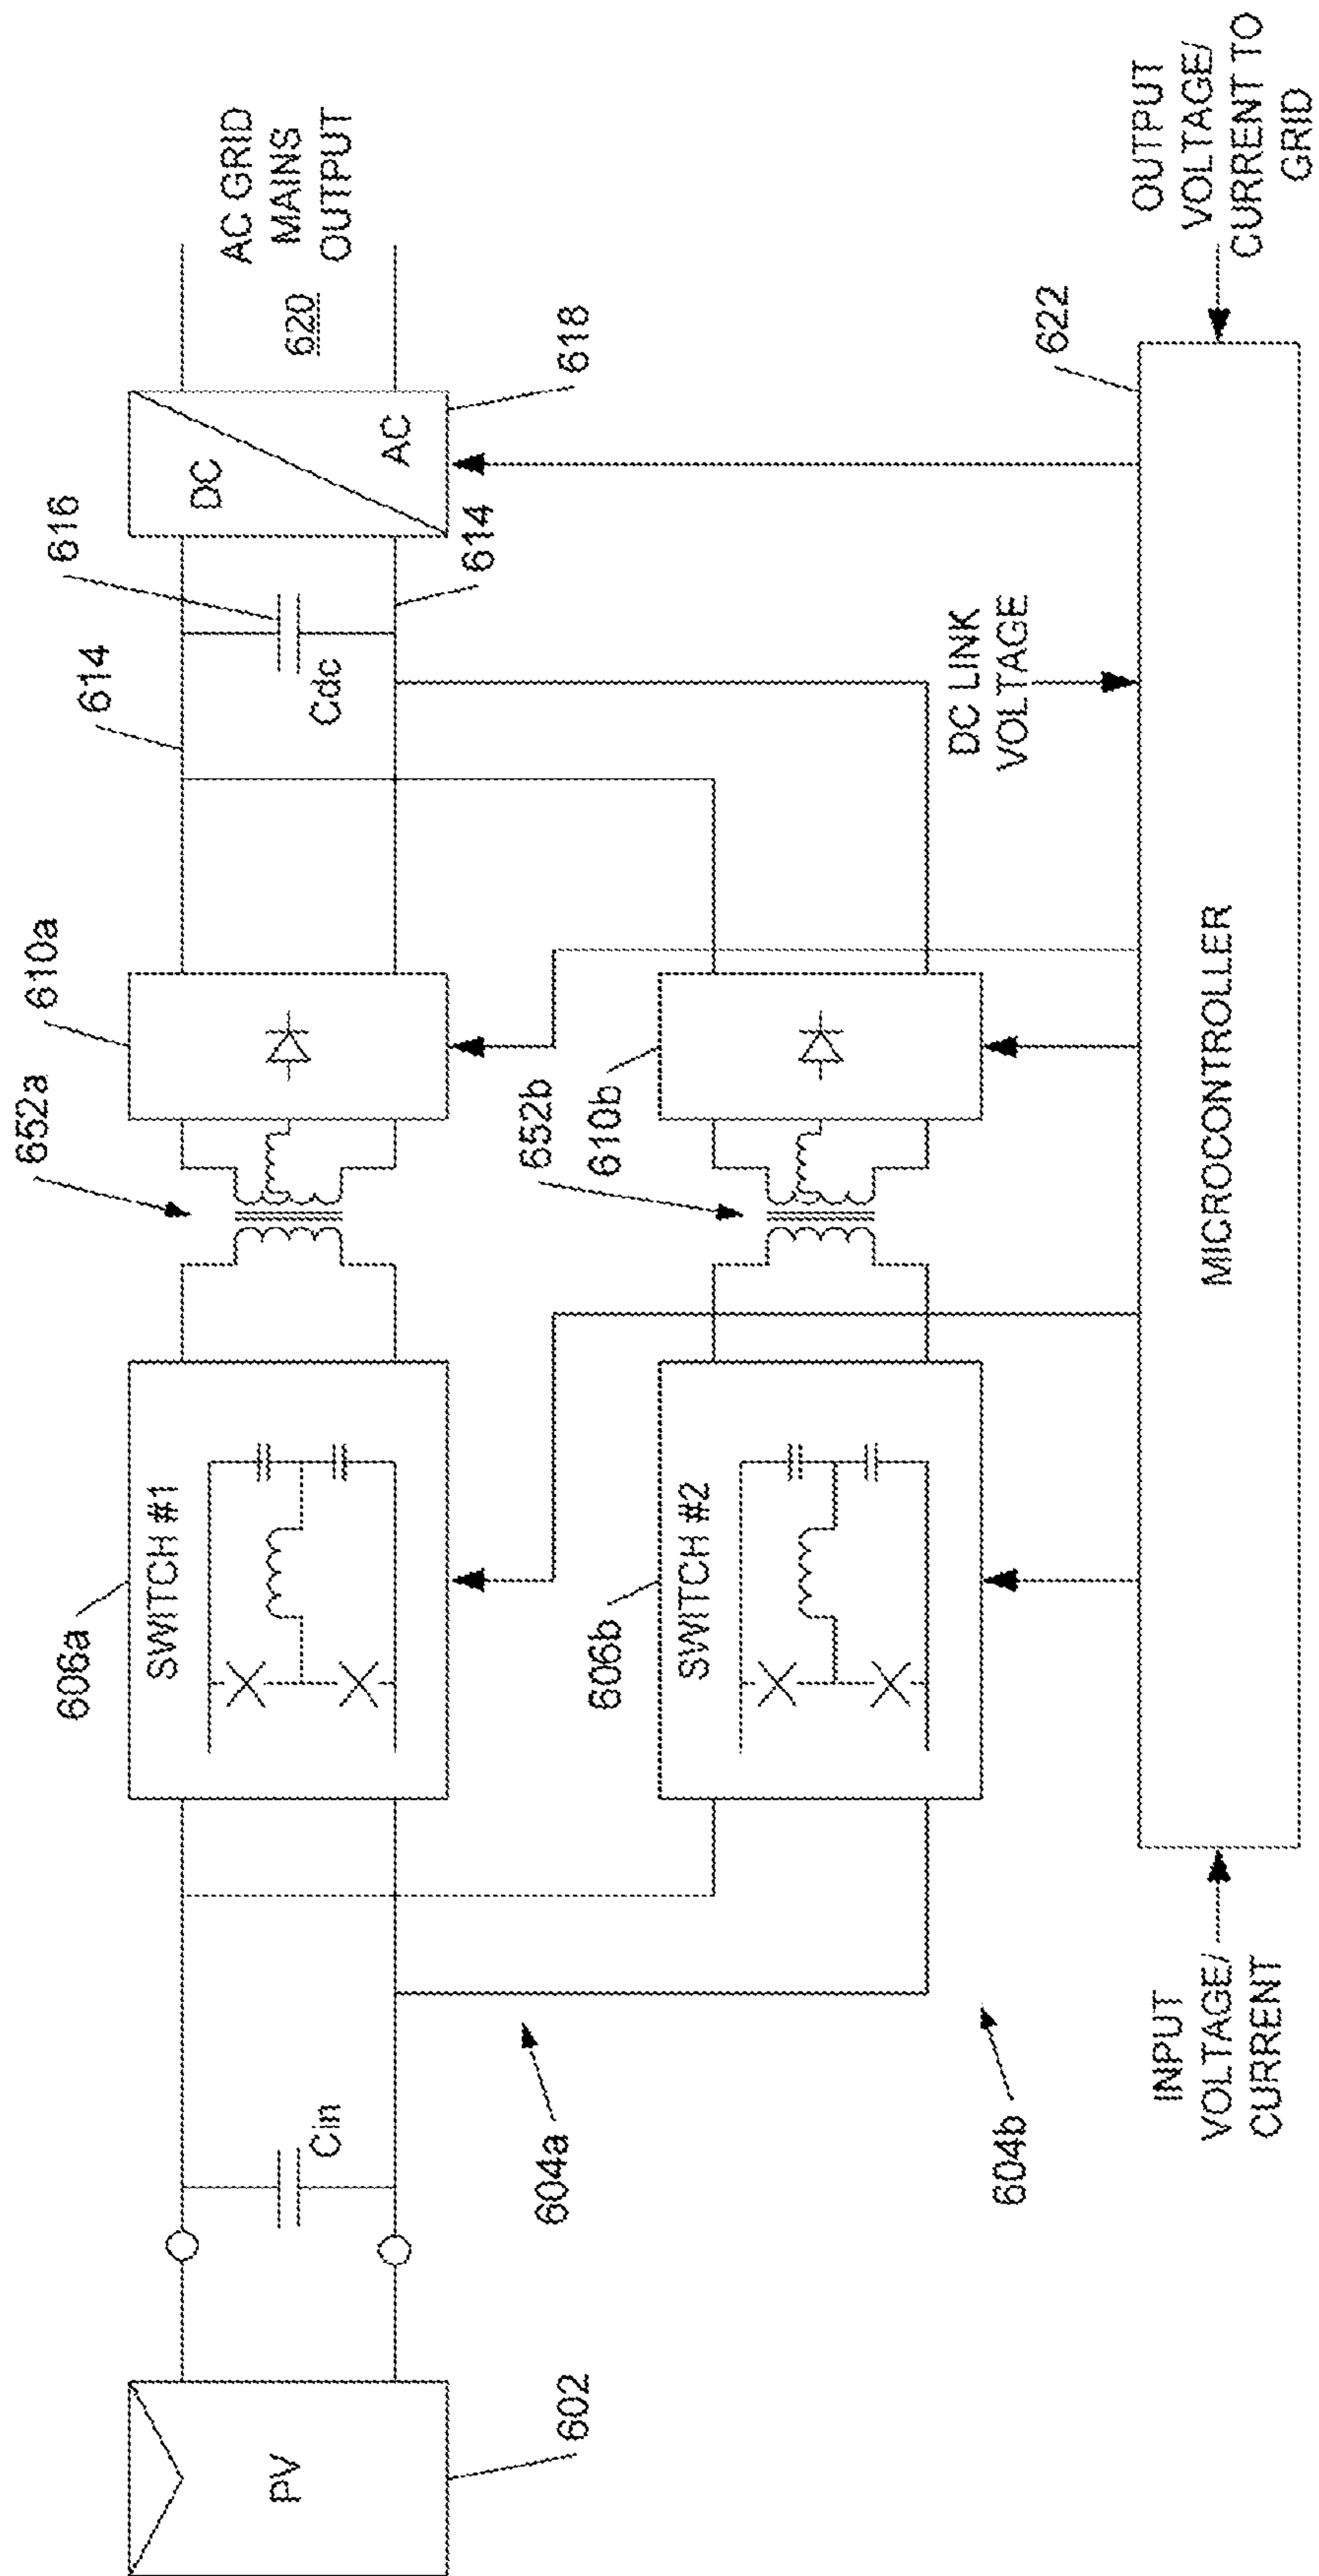 652a
610a
614
616
AC GRID
MAINS
OUTPUT
620
DC
AC
618
614
Cdc
606a
SWITCH #1
PV
602
Cin
604a
606b
SWITCH #2
652b
610b
604b
DC LINK
VOLTAGE
622
MICROCONTROLLER
INPUT
VOLTAGE/
CURRENT
OUTPUT
VOLTAGE/
CURRENT TO
GRID